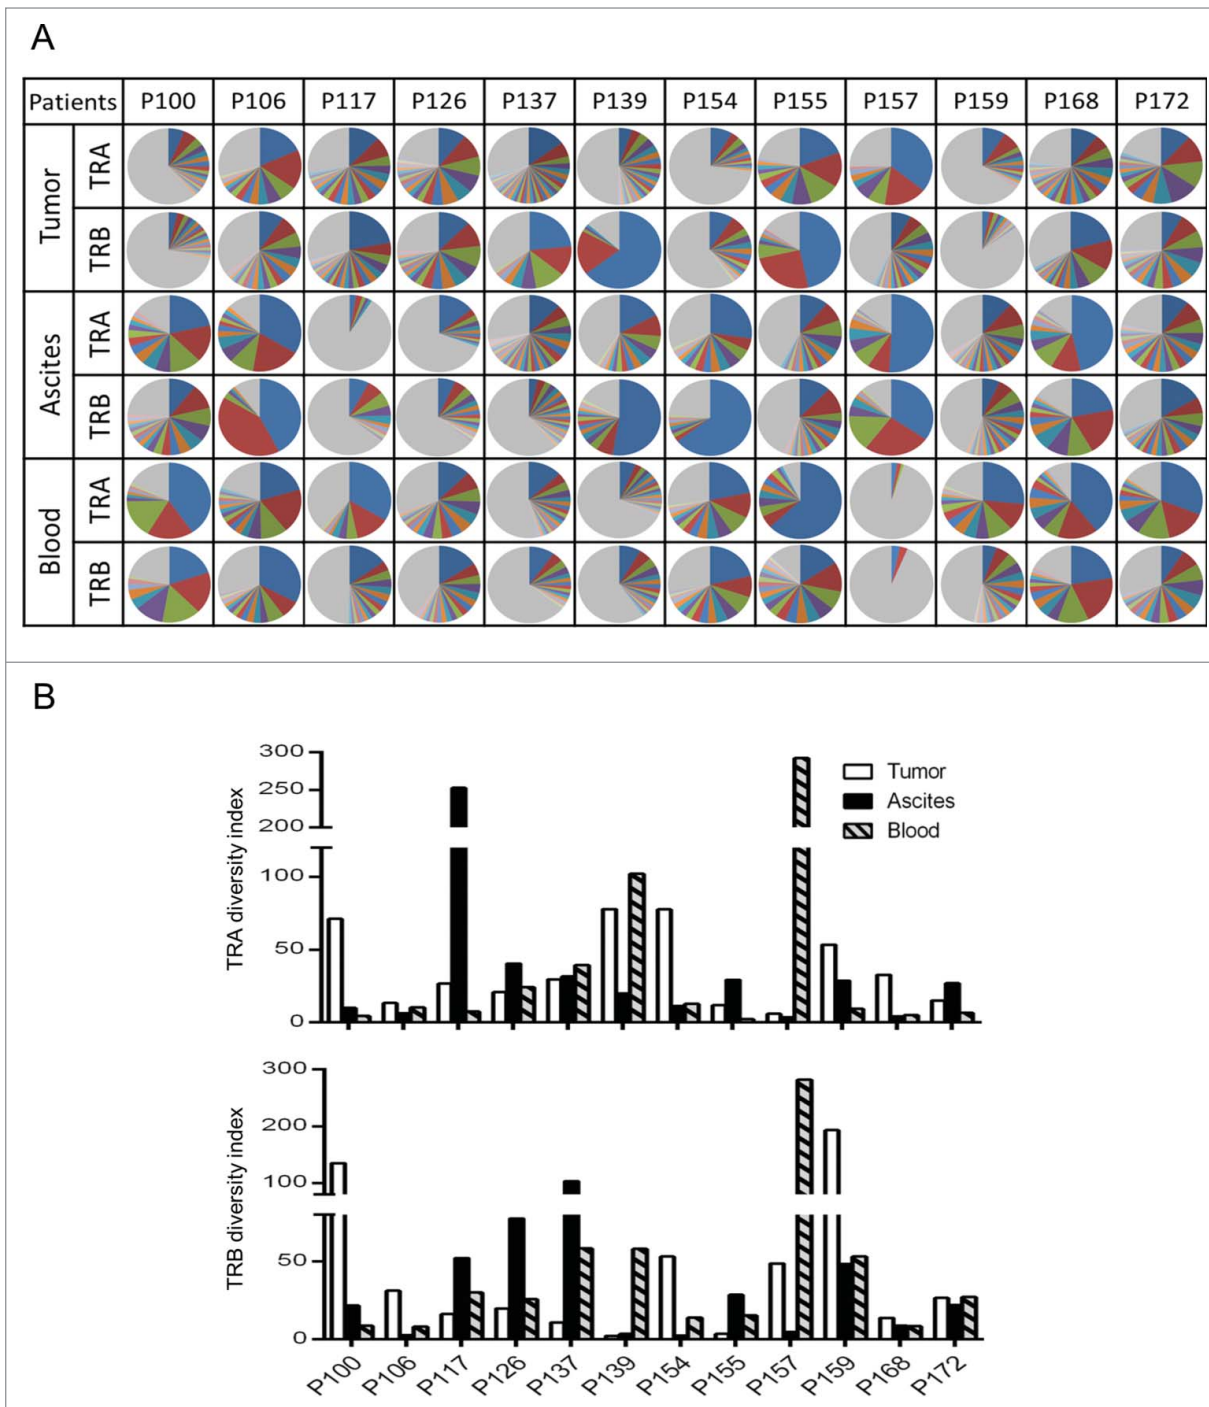 A
Patients P100 P106 P117 P126 P137 P139 P154 P155 P157 P159 P168 P172
Tumor
TRA
TRB
Ascites
TRA
TRB
Blood
TRA
TRB
B
TRA diversity index
300
250
200
100
50
0
Tumor
Ascites
Blood
TRB diversity index
300
200
100
50
0
P100 P106 P117 P126 P137 P139 P154 P155 P157 P159 P168 P172